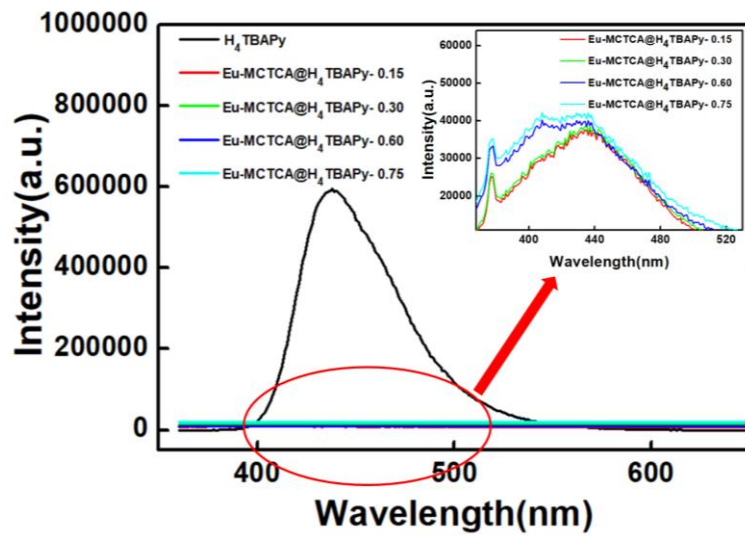 H₄TBAPy
Eu-MCTCA@H₄TBAPy- 0.15
Eu-MCTCA@H₄TBAPy- 0.30
Eu-MCTCA@H₄TBAPy- 0.60
Eu-MCTCA@H₄TBAPy- 0.75
Intensity(a.u.)
1000000
800000
600000
400000
200000
0
400
500
600
Wavelength(nm)
Eu-MCTCA@H₄TBAPy- 0.15
Eu-MCTCA@H₄TBAPy- 0.30
Eu-MCTCA@H₄TBAPy- 0.60
Eu-MCTCA@H₄TBAPy- 0.75
Intensity(a.u.)
60000
50000
40000
30000
20000
400
440
480
520
Wavelength(nm)